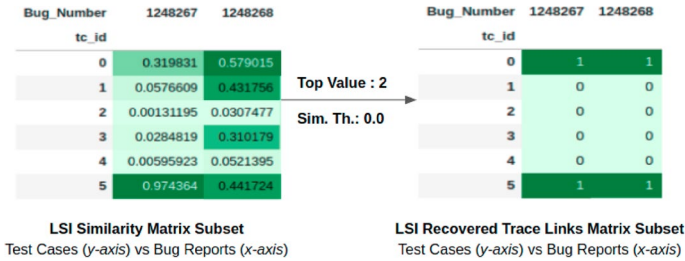 Bug_Number 1248267 1248268
tc_id
0 0.319831 0.579015
1 0.0576609 0.431756
2 0.00131195 0.0307477
3 0.0284819 0.310179
4 0.00595923 0.0521395
5 0.974364 0.441724
LSI Similarity Matrix Subset
Test Cases (y-axis) vs Bug Reports (x-axis)
Top Value : 2
Sim. Th.: 0.0
Bug_Number 1248267 1248268
tc_id
0 1 1
1 0 0
2 0 0
3 0 0
4 0 0
5 1 1
LSI Recovered Trace Links Matrix Subset
Test Cases (y-axis) vs Bug Reports (x-axis)